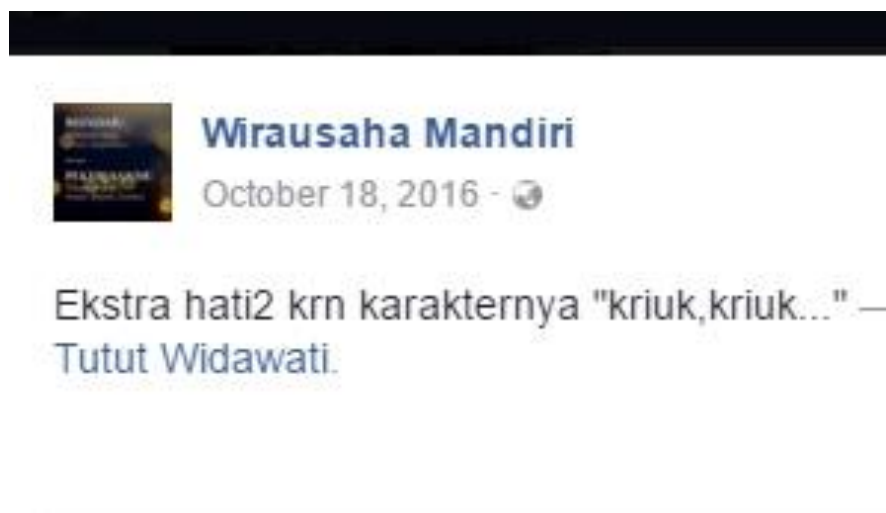 Wirausaha Mandiri
October 18, 2016 ·
Ekstra hati2 krn karakternya "kriuk,kriuk..." —
Tutut Widawati.